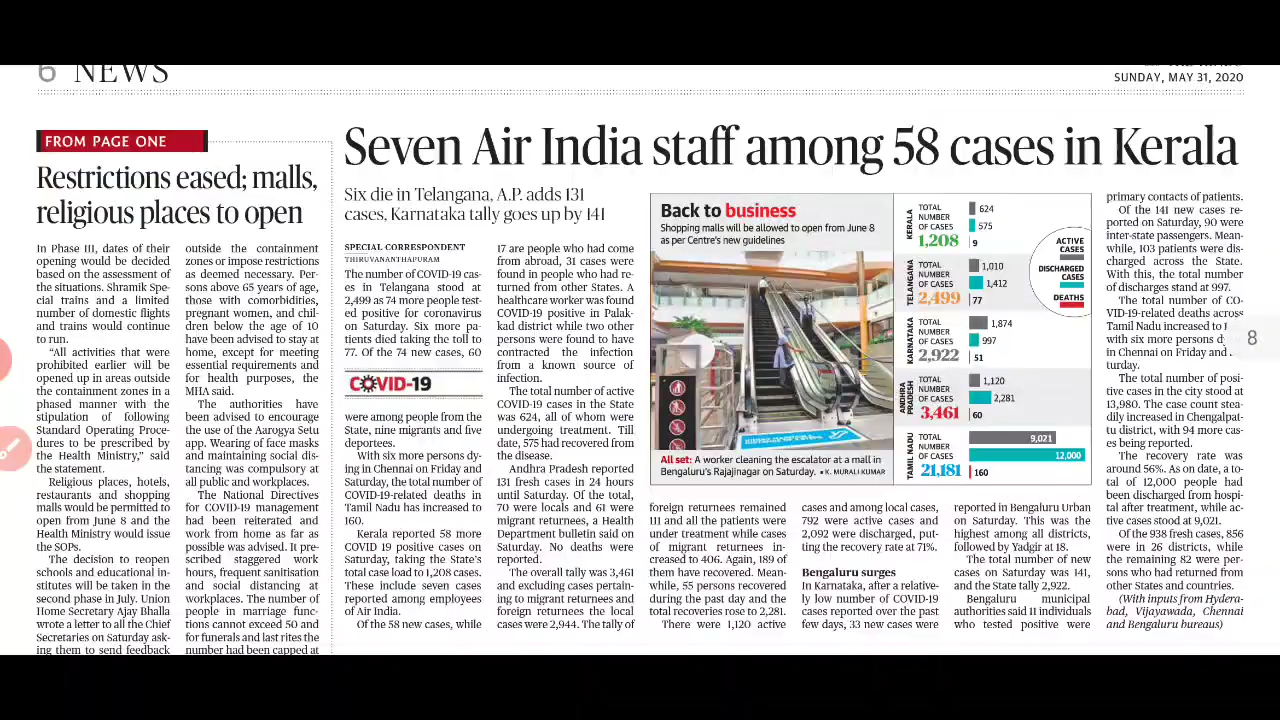 6 NEWS
SUNDAY, MAY 31, 2020
FROM PAGE ONE
Restrictions eased; malls,
religious places to open
In Phase III, dates of their
opening would be decided
based on the assessment of
the situations. Shramik Spe-
cial trains and a limited
number of domestic flights
and trains would continue
to run.
“All activities that were
prohibited earlier will be
opened up in areas outside
the containment zones in a
phased manner with the
stipulation of following
Standard Operating Proce-
dures to be prescribed by
the Health Ministry,” said
the statement.
Religious places, hotels,
restaurants and shopping
malls would be permitted to
open from June 8 and the
Health Ministry would issue
the SOPs.
The decision to reopen
schools and educational in-
stitutes will be taken in the
second phase in July. Union
Home Secretary Ajay Bhalla
wrote a letter to all the Chief
Secretaries on Saturday ask-
ing them to send feedback
outside the containment
zones or impose restrictions
as deemed necessary. Per-
sons above 65 years of age,
those with co-morbidities,
pregnant women, and chil-
dren below the age of 10
have been advised to stay at
home, except for meeting
essential requirements and
for health purposes, the
MHA said.
The authorities have
been advised to encourage
the use of the Aarogya Setu
app. Wearing of face masks
and maintaining social dis-
tancing was compulsory at
all public and workplaces.
The National Directives
for COVID-19 management
had been reiterated and
work from home as far as
possible was advised. It pre-
scribed staggered work
hours, frequent sanitisation
and social distancing at
workplaces. The number of
people in marriage func-
tions cannot exceed 50 and
for funerals and last rites the
number had been capped at
Seven Air India staff among 58 cases in Kerala
Six die in Telangana, A.P. adds 131
cases, Karnataka tally goes up by 141
SPECIAL CORRESPONDENT
THIRUVANANTHAPURAM
The number of COVID-19 cas-
es in Telangana stood at
2,499 as 74 more people test-
ed positive for coronavirus
on Saturday. Six more pa-
tients died taking the toll to
77. Of the 74 new cases, 60
COVID-19
were among people from the
State, nine migrants and five
deportees.
With six more persons dy-
ing in Chennai on Friday and
Saturday, the total number of
COVID-19-related deaths in
Tamil Nadu has increased to
160.
Kerala reported 58 more
COVID 19 positive cases on
Saturday, taking the State's
total case load to 1,208 cases.
These include seven cases
reported among employees
of Air India.
Of the 58 new cases, while
17 are people who had come
from abroad, 31 cases were
found in people who had re-
turned from other States. A
healthcare worker was found
COVID positive in Palak-
kad district while two other
persons were found to have
contracted the infection
from a known source of
infection.
The total number of active
COVID cases in the State
was 624, all of whom were
undergoing treatment. Till
date, 575 had recovered from
the disease.
Andhra Pradesh reported
131 fresh cases in 24 hours
until Saturday. Of the total,
70 were locals and 61 were
migrant returnees, a Health
Department bulletin said on
Saturday. No deaths were
reported.
The overall tally was 3,461
and excluding cases pertain-
ing to migrant returnees and
foreign returnees the local
cases were 2,944. The tally of
Back to business
Shopping malls will be allowed to open from June 8
as per Centre's new guidelines
All set: A worker cleaning the escalator at a mall in
Bengaluru's Rajajinagar on Saturday. • K. MURALI KUMAR
KERALA
TOTAL
NUMBER
OF CASES
1,208
624
575
9
TELANGANA
TOTAL
NUMBER
OF CASES
2,499
1,010
1,412
77
KARNATAKA
TOTAL
NUMBER
OF CASES
2,922
1,874
997
51
ANDHRA
PRADESH
TOTAL
NUMBER
OF CASES
3,461
1,120
2,281
60
TAMIL NADU
TOTAL
NUMBER
OF CASES
21,181
9,021
12,000
160
ACTIVE
CASES
DISCHARGED
CASES
DEATHS
foreign returnees remained
111 and all the patients were
under treatment while cases
of migrant returnees in-
creased to 406. Again, 189 of
them have recovered. Mean-
while, 55 persons recovered
during the past day and the
total recoveries rose to 2,281.
There were 1,120 active
cases and among local cases,
792 were active cases and
2,092 were discharged, put-
ting the recovery rate at 71%.
Bengaluru surges
In Karnataka, after a relative-
ly low number of COVID-19
cases reported over the past
few days, 33 new cases were
reported in Bengaluru Urban
on Saturday. This was the
highest among all districts,
followed by Yadgir at 18.
The total number of new
cases on Saturday was 141,
and the State tally 2,922.
Bengaluru municipal
authorities said 11 individuals
who tested positive were
primary contacts of patients.
Of the 141 new cases re-
ported on Saturday, 90 were
inter-state passengers. Mean-
while, 103 patients were dis-
charged across the State.
With this, the total number
of discharges stand at 997.
The total number of CO-
VID-19-related deaths across
Tamil Nadu increased to
with six more persons
in Chennai on Friday and
turday.
The total number of posi-
tive cases in the city stood at
13,980. The case count stea-
dily increased in Chengalpat-
tu district, with 94 more cas-
es being reported.
The recovery rate was
around 56%. As on date, a to-
tal of 12,000 people had
been discharged from hospi-
tal after treatment, while ac-
tive cases stood at 9,021.
Of the 938 fresh cases, 856
were in 26 districts, while
the remaining 82 were per-
sons who had returned from
other States and countries.
(With inputs from Hydera-
bad, Vijayawada, Chennai
and Bengaluru bureaus)
8